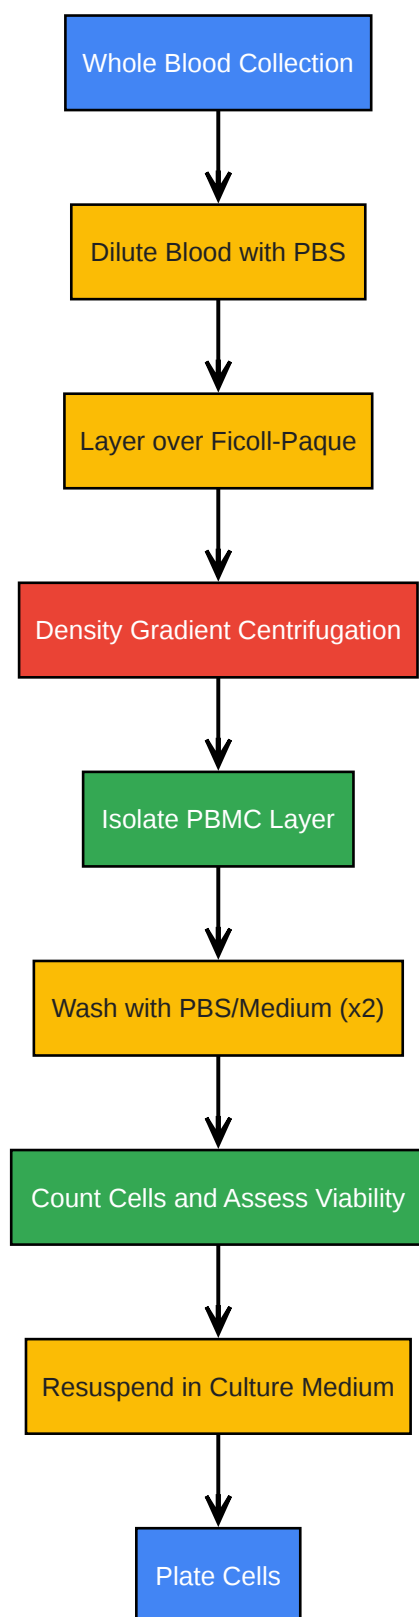 Whole Blood Collection
Dilute Blood with PBS
Layer over Ficoll-Paque
Density Gradient Centrifugation
Isolate PBMC Layer
Wash with PBS/Medium (x2)
Count Cells and Assess Viability
Resuspend in Culture Medium
Plate Cells